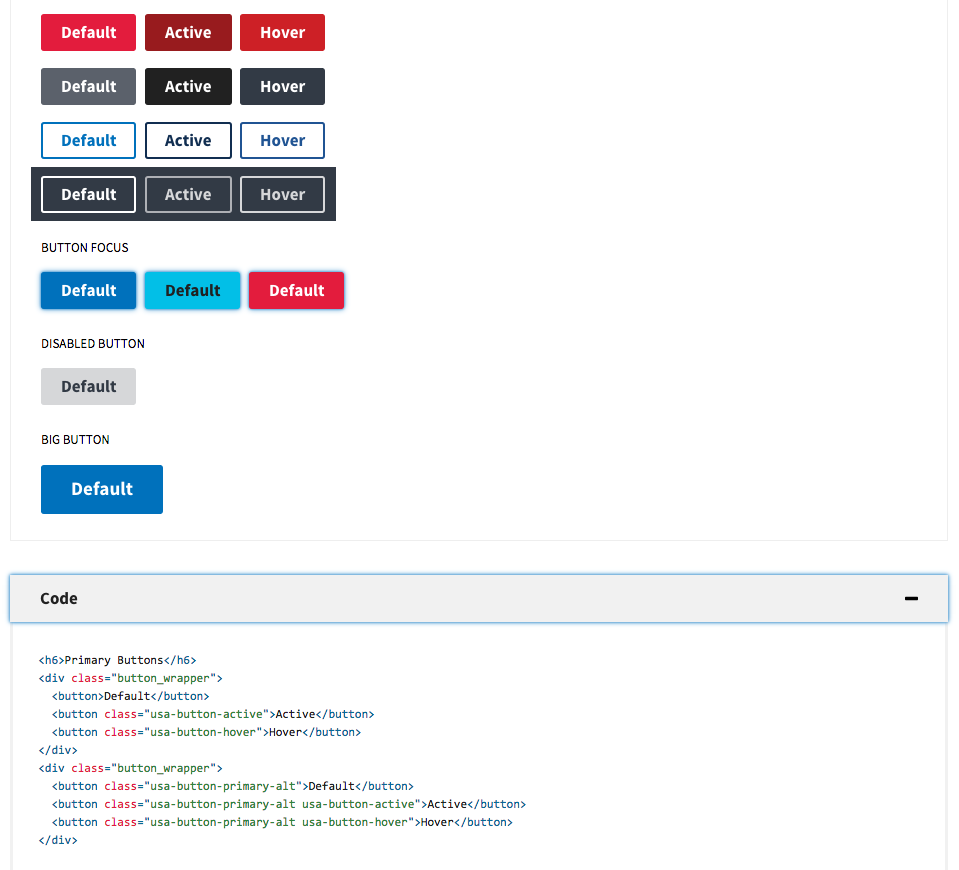 Default Active Hover
Default Active Hover
Default Active Hover
Default Active Hover
BUTTON FOCUS
Default Default Default
DISABLED BUTTON
Default
BIG BUTTON
Default
Code
<h6>Primary Buttons</h6>
<div class="button_wrapper">
  <button>Default</button>
  <button class="usa-button-active">Active</button>
  <button class="usa-button-hover">Hover</button>
</div>
<div class="button_wrapper">
  <button class="usa-button-primary-alt">Default</button>
  <button class="usa-button-primary-alt usa-button-active">Active</button>
  <button class="usa-button-primary-alt usa-button-hover">Hover</button>
</div>